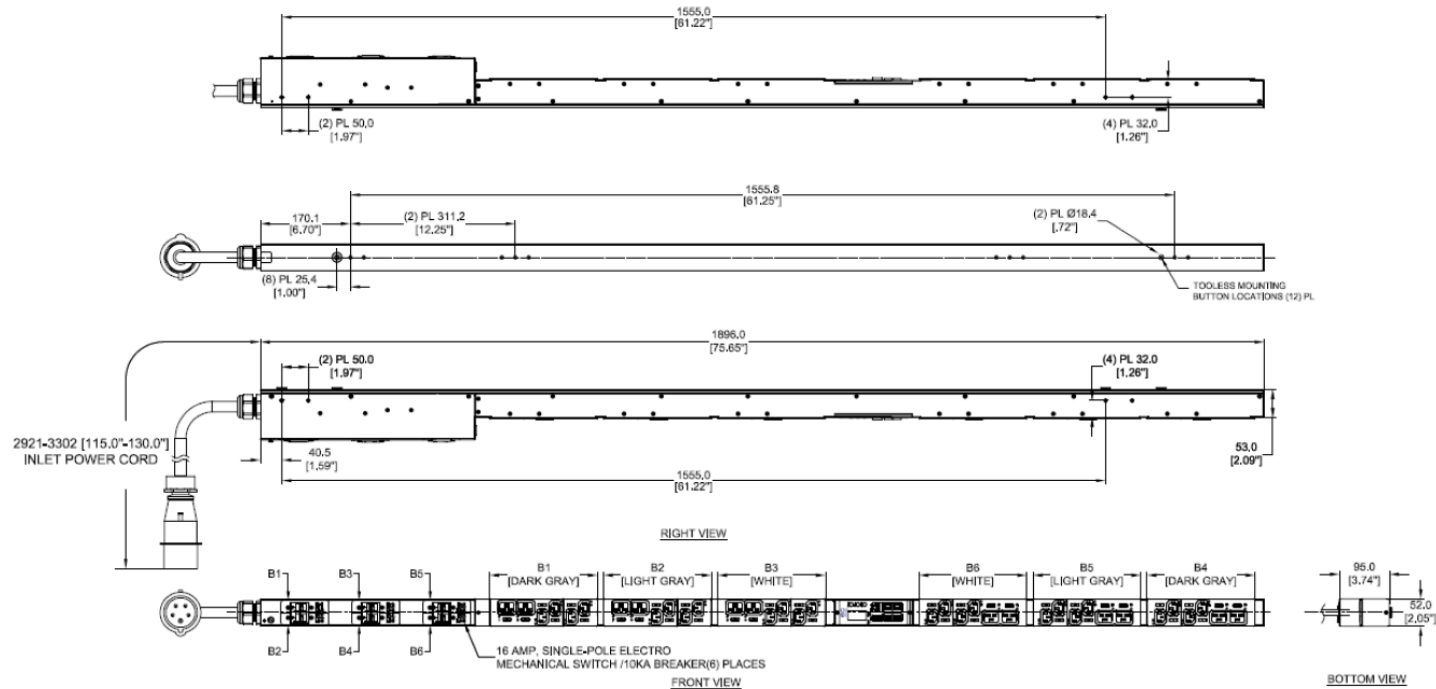 1555.0
[61.22"]
(2) PL 50.0
[1.97"]
(4) PL 32.0
[1.26"]
1555.8
[61.25"]
170.1
[6.70"]
(2) PL 311.2
[12.25"]
(2) PL Ø18.4
[.72"]
(8) PL 25.4
[1.00"]
TOOLESS MOUNTING
BUTTON LOCATIONS (12) PL
1896.0
[75.65"]
(2) PL 50.0
[1.97"]
(4) PL 32.0
[1.26"]
2921-3302 [115.0"-130.0"]
INLET POWER CORD
40.5
[1.59"]
53.0
[2.09"]
1555.0
[61.22"]
RIGHT VIEW
B1 B3 B5
B1
[DARK GRAY]
B2
[LIGHT GRAY]
B3
[WHITE]
B6
[WHITE]
B5
[LIGHT GRAY]
B4
[DARK GRAY]
95.0
[3.74"]
52.0
[2.05"]
B2 B4 B6
16 AMP, SINGLE-POLE ELECTRO
MECHANICAL SWITCH /10KA BREAKER(6) PLACES
FRONT VIEW
BOTTOM VIEW